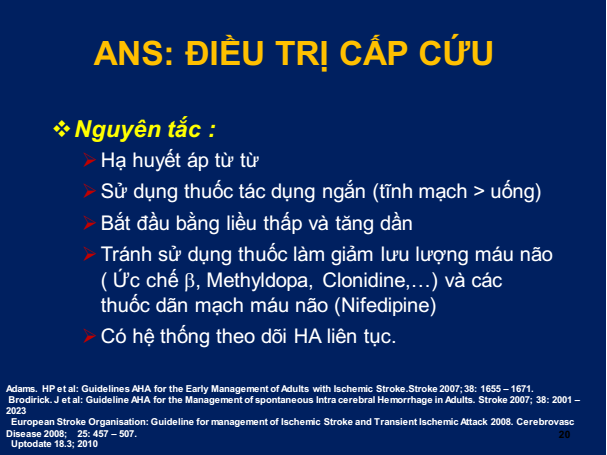 ANS: ĐIỀU TRỊ CẤP CỨU
Nguyên tắc :
Hạ huyết áp từ từ
Sử dụng thuốc tác dụng ngắn (tĩnh mạch > uống)
Bắt đầu bằng liều thấp và tăng dần
Tránh sử dụng thuốc làm giảm lưu lượng máu não
( Ức chế β, Methyldopa, Clonidine,…) và các
thuốc dãn mạch máu não (Nifedipine)
Có hệ thống theo dõi HA liên tục.
Adams. HP et al: Guidelines AHA for the Early Management of Adults with Ischemic Stroke.Stroke 2007; 38: 1655 – 1671.
Brodirick. J et al: Guideline AHA for the Management of spontaneous Intra cerebral Hemorrhage in Adults. Stroke 2007; 38: 2001 –
2023
European Stroke Organisation: Guideline for management of Ischemic Stroke and Transient Ischemic Attack 2008. Cerebrovasc
Disease 2008; 25: 457 – 507.
Uptodate 18.3; 2010
20